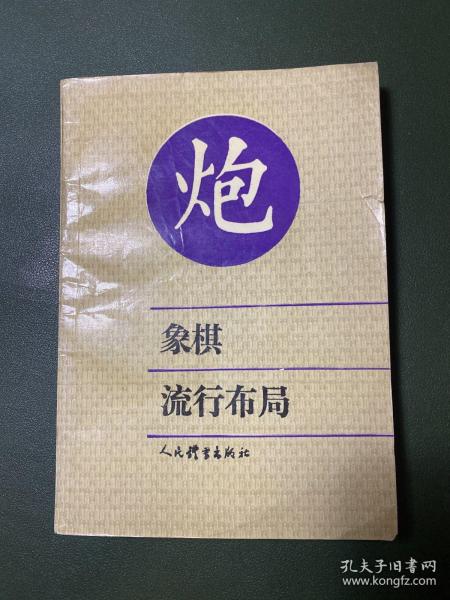 炮
象棋
流行布局
人民体育出版社
孔夫子旧书网
www.kongfz.com